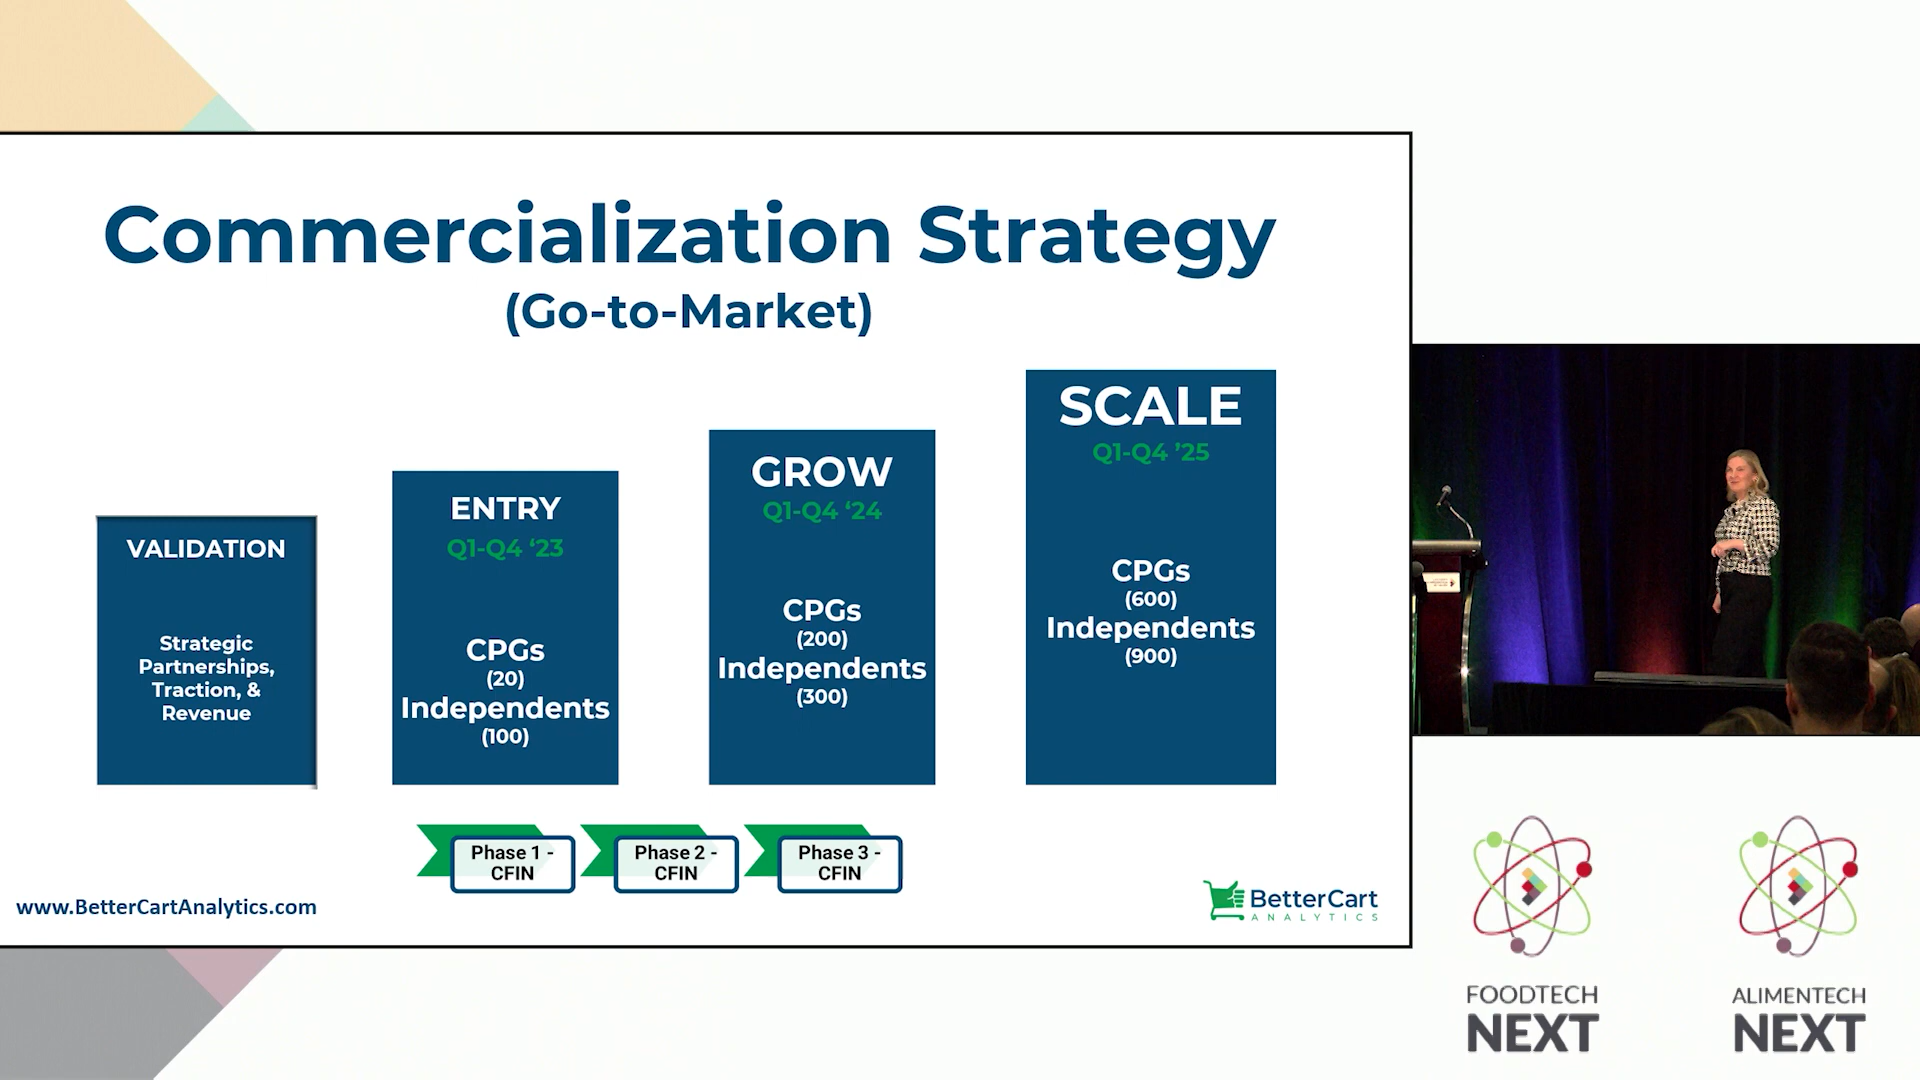 Commercialization Strategy
(Go-to-Market)
VALIDATION
Strategic
Partnerships,
Traction, &
Revenue
ENTRY
Q1-Q4 ‘23
CPGs
(20)
Independents
(100)
GROW
Q1-Q4 ‘24
CPGs
(200)
Independents
(300)
SCALE
Q1-Q4 ’25
CPGs
(600)
Independents
(900)
Phase 1 -
CFIN
Phase 2 -
CFIN
Phase 3 -
CFIN
www.BetterCartAnalytics.com
BetterCart
ANALYTICS
FOODTECH
NEXT
ALIMENTECH
NEXT